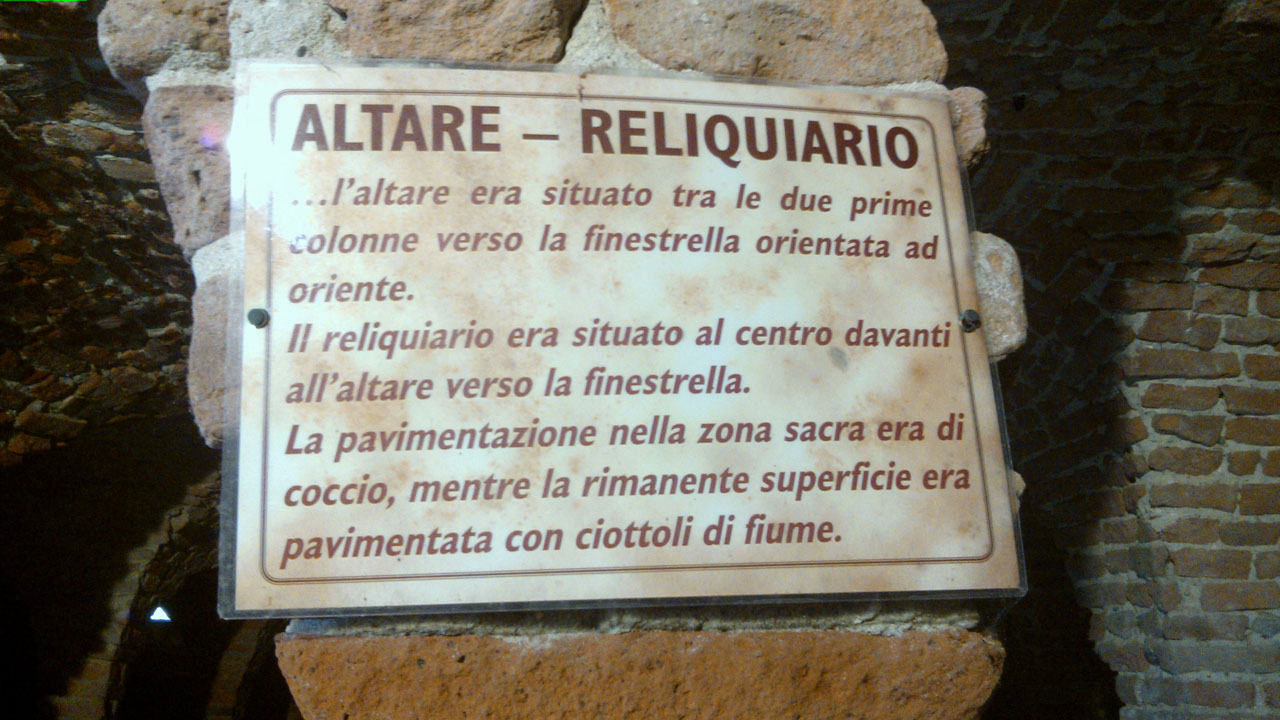 ALTARE – RELIQUIARIO
...l'altare era situato tra le due prime
colonne verso la finestrella orientata ad
oriente.
Il reliquiario era situato al centro davanti
all'altare verso la finestrella.
La pavimentazione nella zona sacra era di
coccio, mentre la rimanente superficie era
pavimentata con ciottoli di fiume.